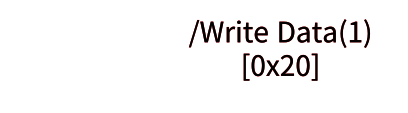 /Write Data(1)
[0x20]